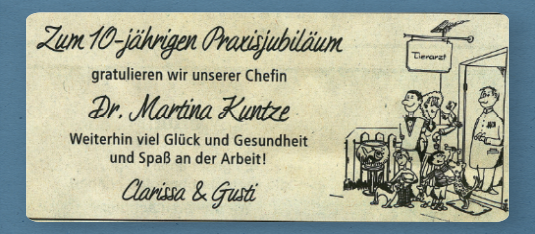 Zum 10-jährigen Praxisjubiläum
gratulieren wir unserer Chefin
Dr. Martina Kuntze
Weiterhin viel Glück und Gesundheit
und Spaß an der Arbeit!
Clarissa & Gusti
Tierarzt